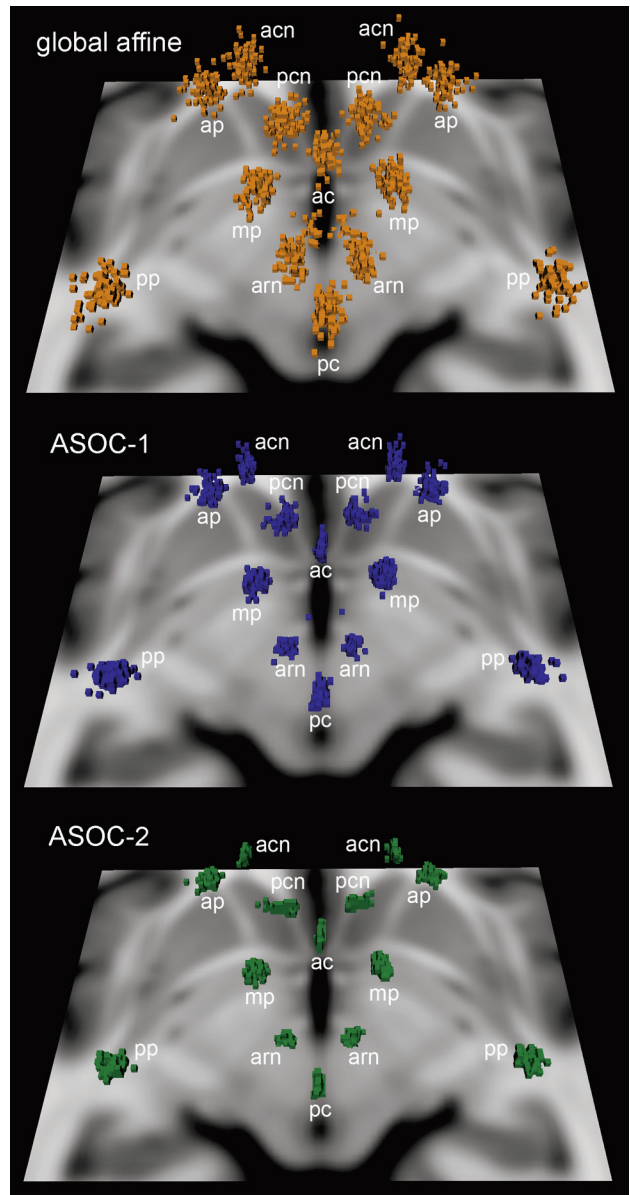 global affine
acn acn
pcn pcn
ap ap
ac
mp mp
pp pp
arn arn
pc
ASOC-1
acn acn
pcn pcn
ap ap
ac
mp mp
pp pp
arn arn
pc
ASOC-2
acn acn
pcn pcn
ap ap
ac
mp mp
arn arn
pp pp
pc